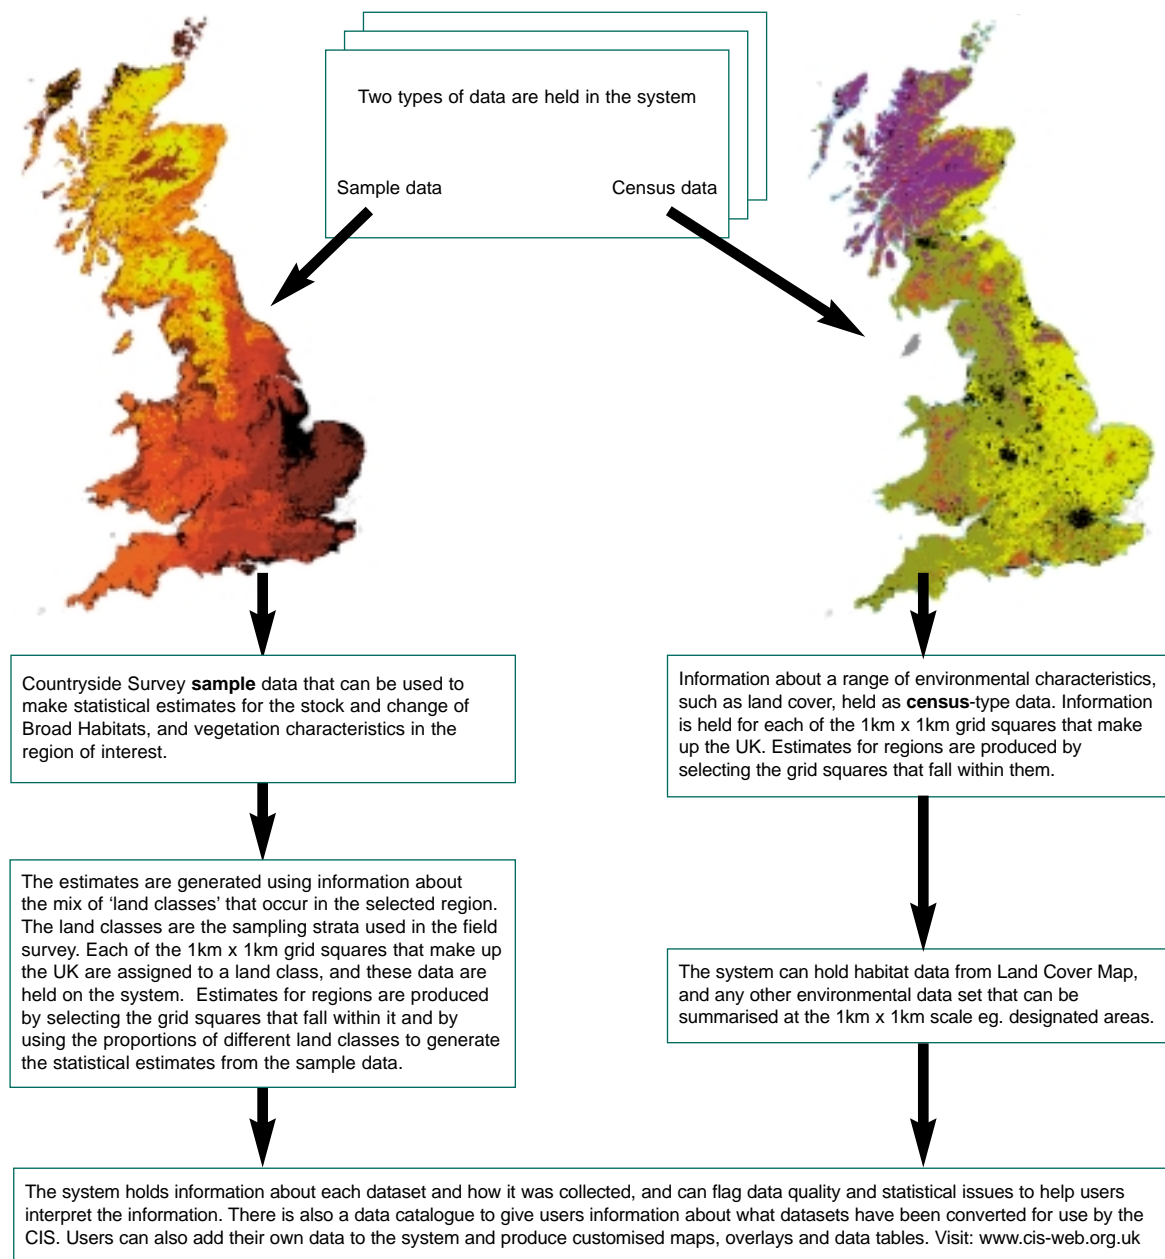 Two types of data are held in the system
Sample data
Census data
Countryside Survey sample data that can be used to
make statistical estimates for the stock and change of
Broad Habitats, and vegetation characteristics in the
region of interest.
The estimates are generated using information about
the mix of ‘land classes’ that occur in the selected region.
The land classes are the sampling strata used in the field
survey. Each of the 1km x 1km grid squares that make up
the UK are assigned to a land class, and these data are
held on the system.  Estimates for regions are produced
by selecting the grid squares that fall within it and by
using the proportions of different land classes to generate
the statistical estimates from the sample data.
Information about a range of environmental characteristics,
such as land cover, held as census-type data. Information
is held for each of the 1km x 1km grid squares that make
up the UK. Estimates for regions are produced by
selecting the grid squares that fall within them.
The system can hold habitat data from Land Cover Map,
and any other environmental data set that can be
summarised at the 1km x 1km scale eg. designated areas.
The system holds information about each dataset and how it was collected, and can flag data quality and statistical issues to help users
interpret the information. There is also a data catalogue to give users information about what datasets have been converted for use by the
CIS. Users can also add their own data to the system and produce customised maps, overlays and data tables. Visit: www.cis-web.org.uk